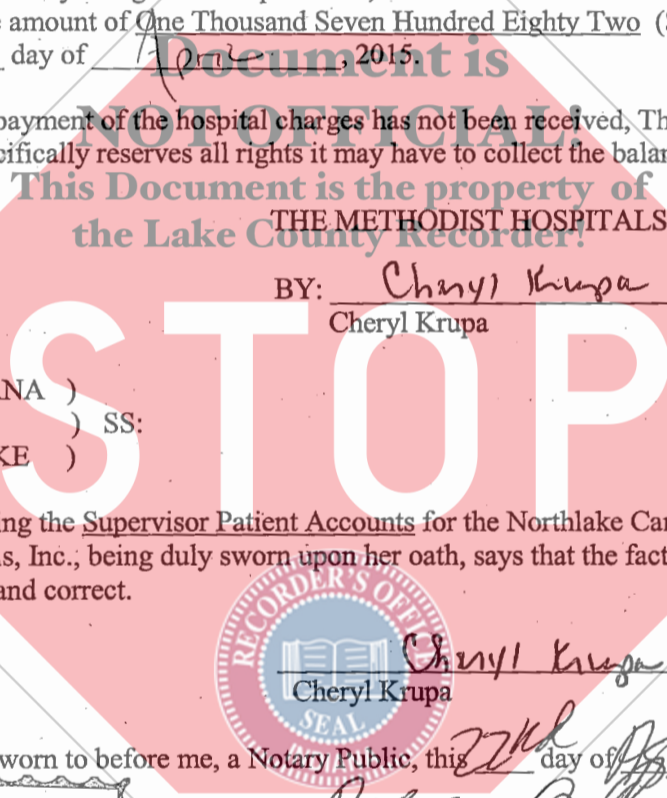 amount of One Thousand Seven Hundred Eighty Two (
day of April, 2015.
Document is
NOT OFFICIAL!
payment of the hospital charges has not been received, Th
cifically reserves all rights it may have to collect the balan
This Document is the property of
the Lake County Recorder!
THE METHODIST HOSPITALS
BY: Cheryl Krupa
Cheryl Krupa
NA )
) SS:
KE )
STOP
ing the Supervisor Patient Accounts for the Northlake Ca
s, Inc., being duly sworn upon her oath, says that the fact
and correct.
RECORDER'S OFFICE
SEAL
Cheryl Krupa
Cheryl Krupa
worn to before me, a Notary Public, this 22nd day of